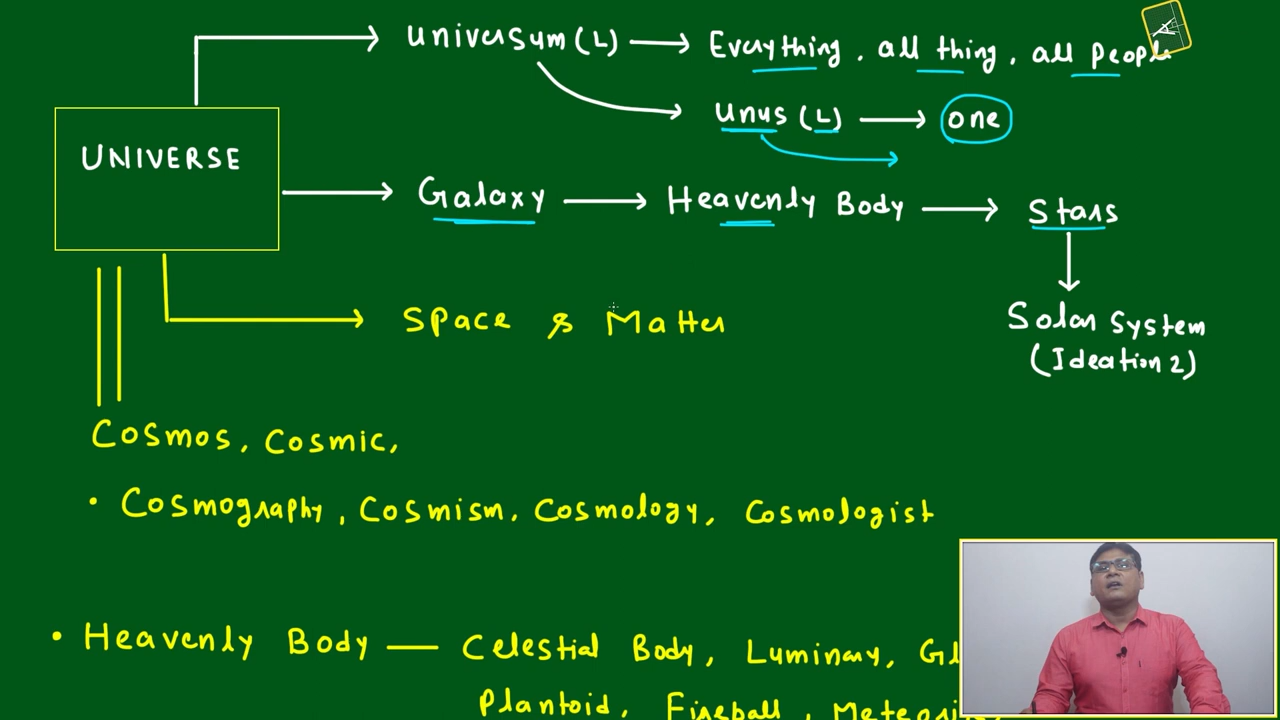 Universum (L) → Everything, all thing, all people
Unus (L) → one
UNIVERSE
Galaxy → Heavenly Body → Stars
Solar System
(Ideation 2)
Space & Matter
Cosmos, Cosmic,
• Cosmography, Cosmism, Cosmology, Cosmologist
• Heavenly Body — Celestial Body, Luminary,
Plantoid, Fireball,